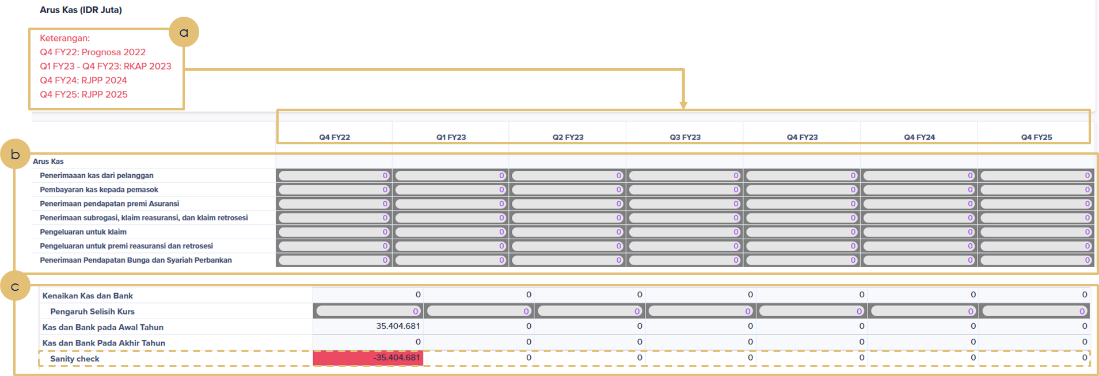 Arus Kas (IDR Juta)
a
Keterangan:
Q4 FY22: Prognosa 2022
Q1 FY23 - Q4 FY23: RKAP 2023
Q4 FY24: RJPP 2024
Q4 FY25: RJPP 2025
Q4 FY22 Q1 FY23 Q2 FY23 Q3 FY23 Q4 FY23 Q4 FY24 Q4 FY25
b
Arus Kas
Penerimaaan kas dari pelanggan 0 0 0 0 0 0 0
Pembayaran kas kepada pemasok 0 0 0 0 0 0 0
Penerimaan pendapatan premi Asuransi 0 0 0 0 0 0 0
Penerimaan subrogasi, klaim reasuransi, dan klaim retrosesi 0 0 0 0 0 0 0
Pengeluaran untuk klaim 0 0 0 0 0 0 0
Pengeluaran untuk premi reasuransi dan retrosesi 0 0 0 0 0 0 0
Penerimaan Pendapatan Bunga dan Syariah Perbankan 0 0 0 0 0 0 0
c
Kenaikan Kas dan Bank 0 0 0 0 0 0 0
Pengaruh Selisih Kurs 0 0 0 0 0 0 0
Kas dan Bank pada Awal Tahun 35.404.681 0 0 0 0 0 0
Kas dan Bank Pada Akhir Tahun 0 0 0 0 0 0 0
Sanity check -35.404.681 0 0 0 0 0 0